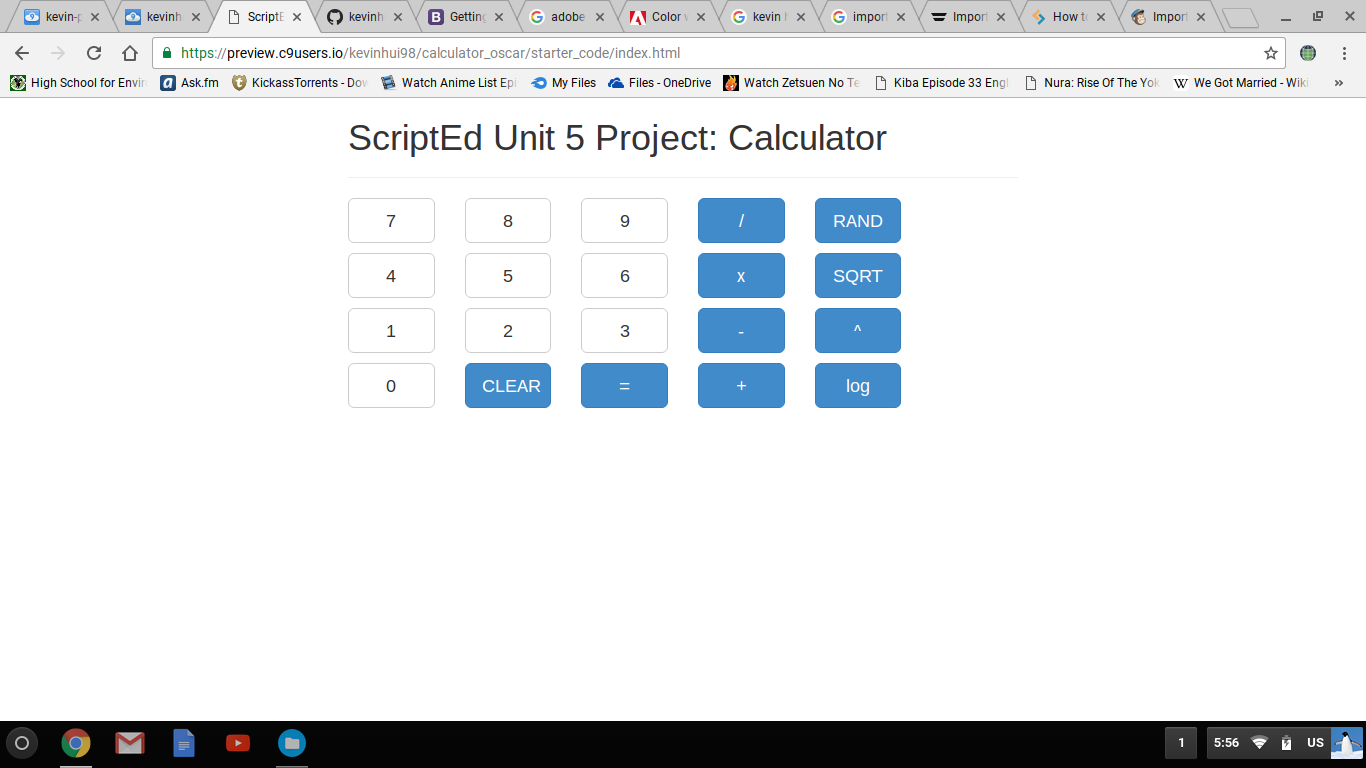 kevin-p kevinh ScriptE kevinh Getting adobe Color w kevin h import Import How to Import
https://preview.c9users.io/kevinhui98/calculator_oscar/starter_code/index.html
High School for Envir Ask.fm KickassTorrents - Dow Watch Anime List Epi My Files Files - OneDrive Watch Zetsuen No Te Kiba Episode 33 Engl Nura: Rise Of The Yok We Got Married - Wiki »
ScriptEd Unit 5 Project: Calculator
7 8 9 / RAND
4 5 6 x SQRT
1 2 3 - ^
0 CLEAR = + log
1 5:56 US